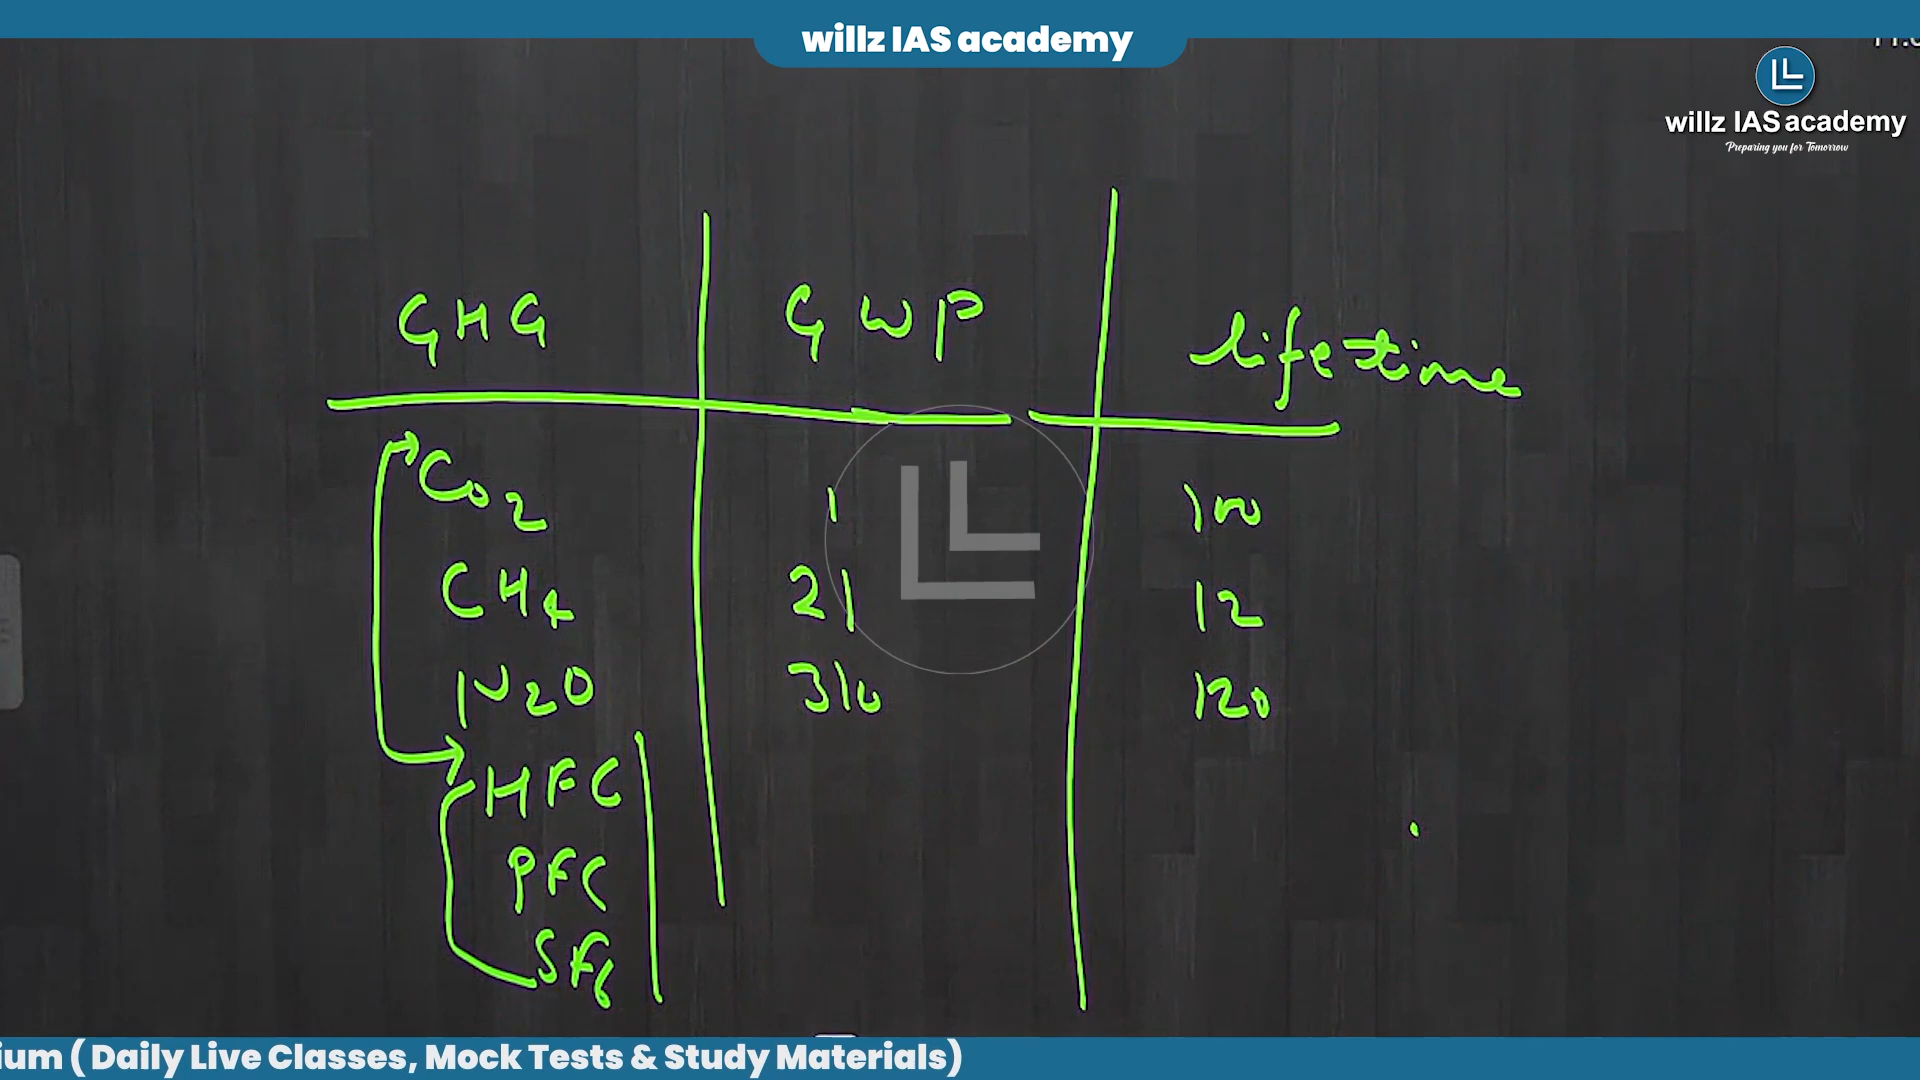 willz IAS academy
willz IAS academy
Preparing you for Tomorrow
GHG GWP lifetime
CO2 1 100
CH4 21 12
N2O 310 120
HFC
PFC
SF6
ium ( Daily Live Classes, Mock Tests & Study Materials)